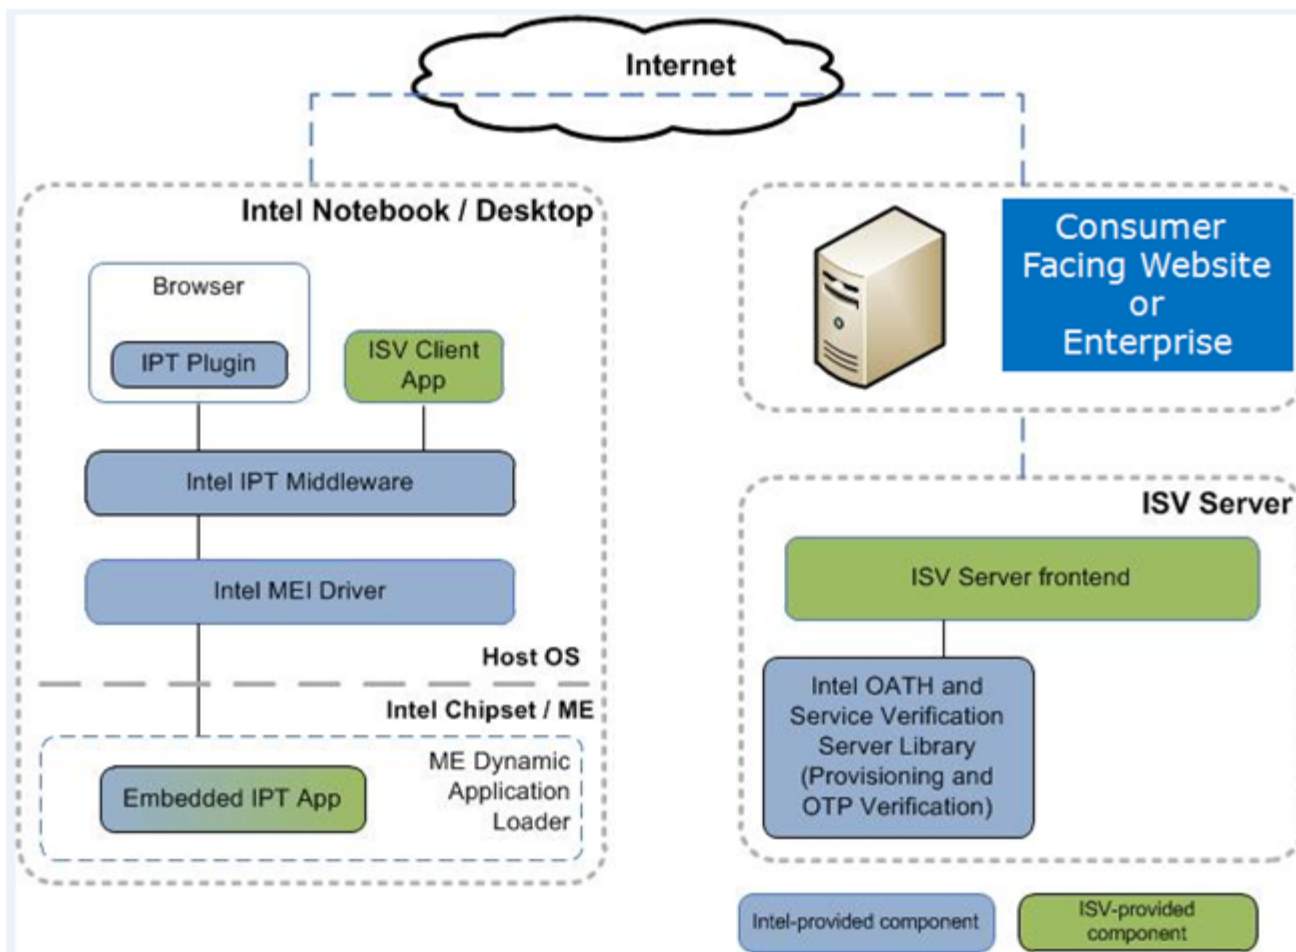 Internet
Intel Notebook / Desktop
Browser
IPT Plugin
ISV Client
App
Intel IPT Middleware
Intel MEI Driver
Host OS
Intel Chipset / ME
ME Dynamic
Application
Loader
Embedded IPT App
Consumer
Facing Website
or
Enterprise
ISV Server
ISV Server frontend
Intel OATH and
Service Verification
Server Library
(Provisioning and
OTP Verification)
Intel-provided component
ISV-provided
component